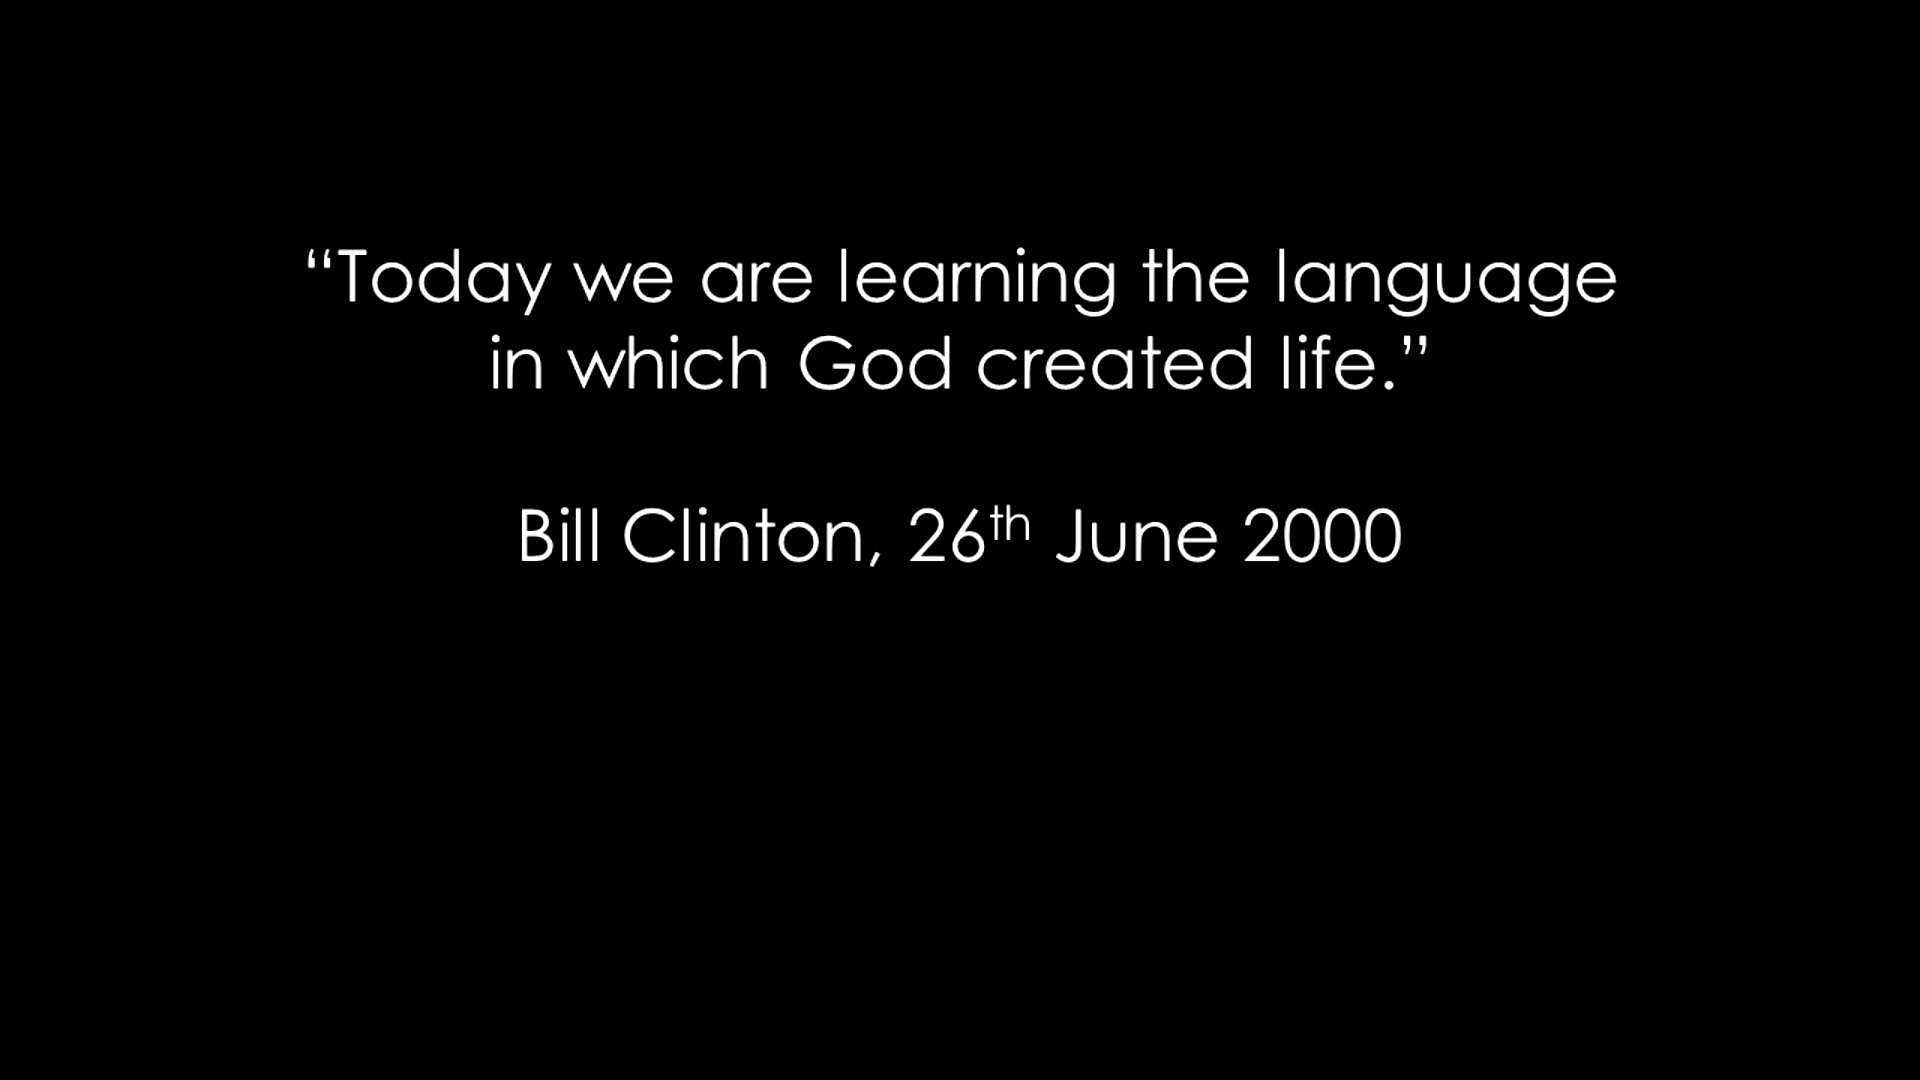 “Today we are learning the language
in which God created life.”
Bill Clinton, 26th June 2000